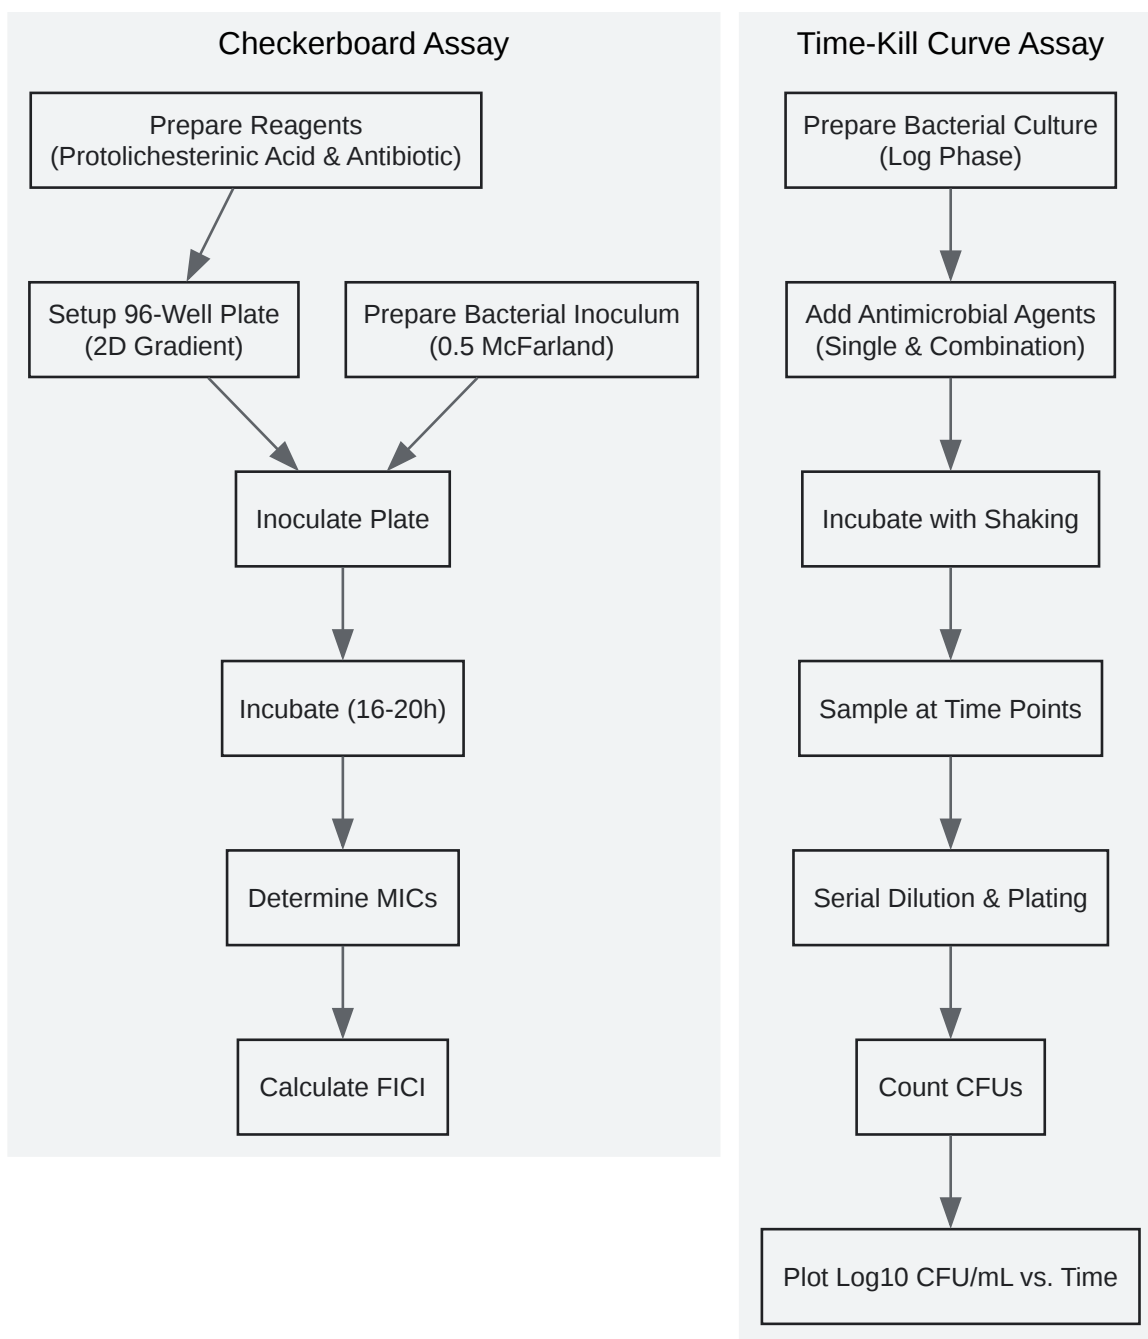 Checkerboard Assay
Prepare Reagents
(Protolichesterinic Acid & Antibiotic)
Setup 96-Well Plate
(2D Gradient)
Prepare Bacterial Inoculum
(0.5 McFarland)
Inoculate Plate
Incubate (16-20h)
Determine MICs
Calculate FICI
Time-Kill Curve Assay
Prepare Bacterial Culture
(Log Phase)
Add Antimicrobial Agents
(Single & Combination)
Incubate with Shaking
Sample at Time Points
Serial Dilution & Plating
Count CFUs
Plot Log10 CFU/mL vs. Time